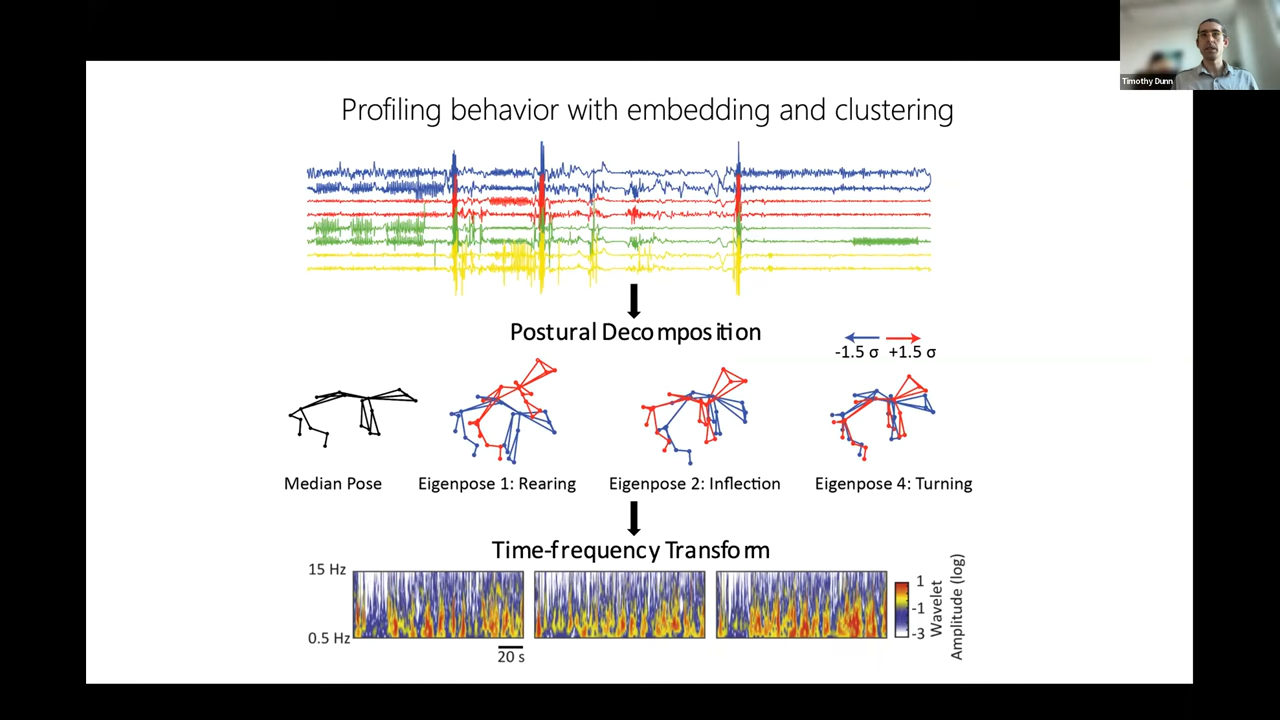 Timothy Dunn
Profiling behavior with embedding and clustering
Postural Decomposition
-1.5 σ +1.5 σ
Median Pose
Eigenpose 1: Rearing
Eigenpose 2: Inflection
Eigenpose 4: Turning
Time-frequency Transform
15 Hz
0.5 Hz
20 s
1
-1
-3
Wavelet
Amplitude (log)